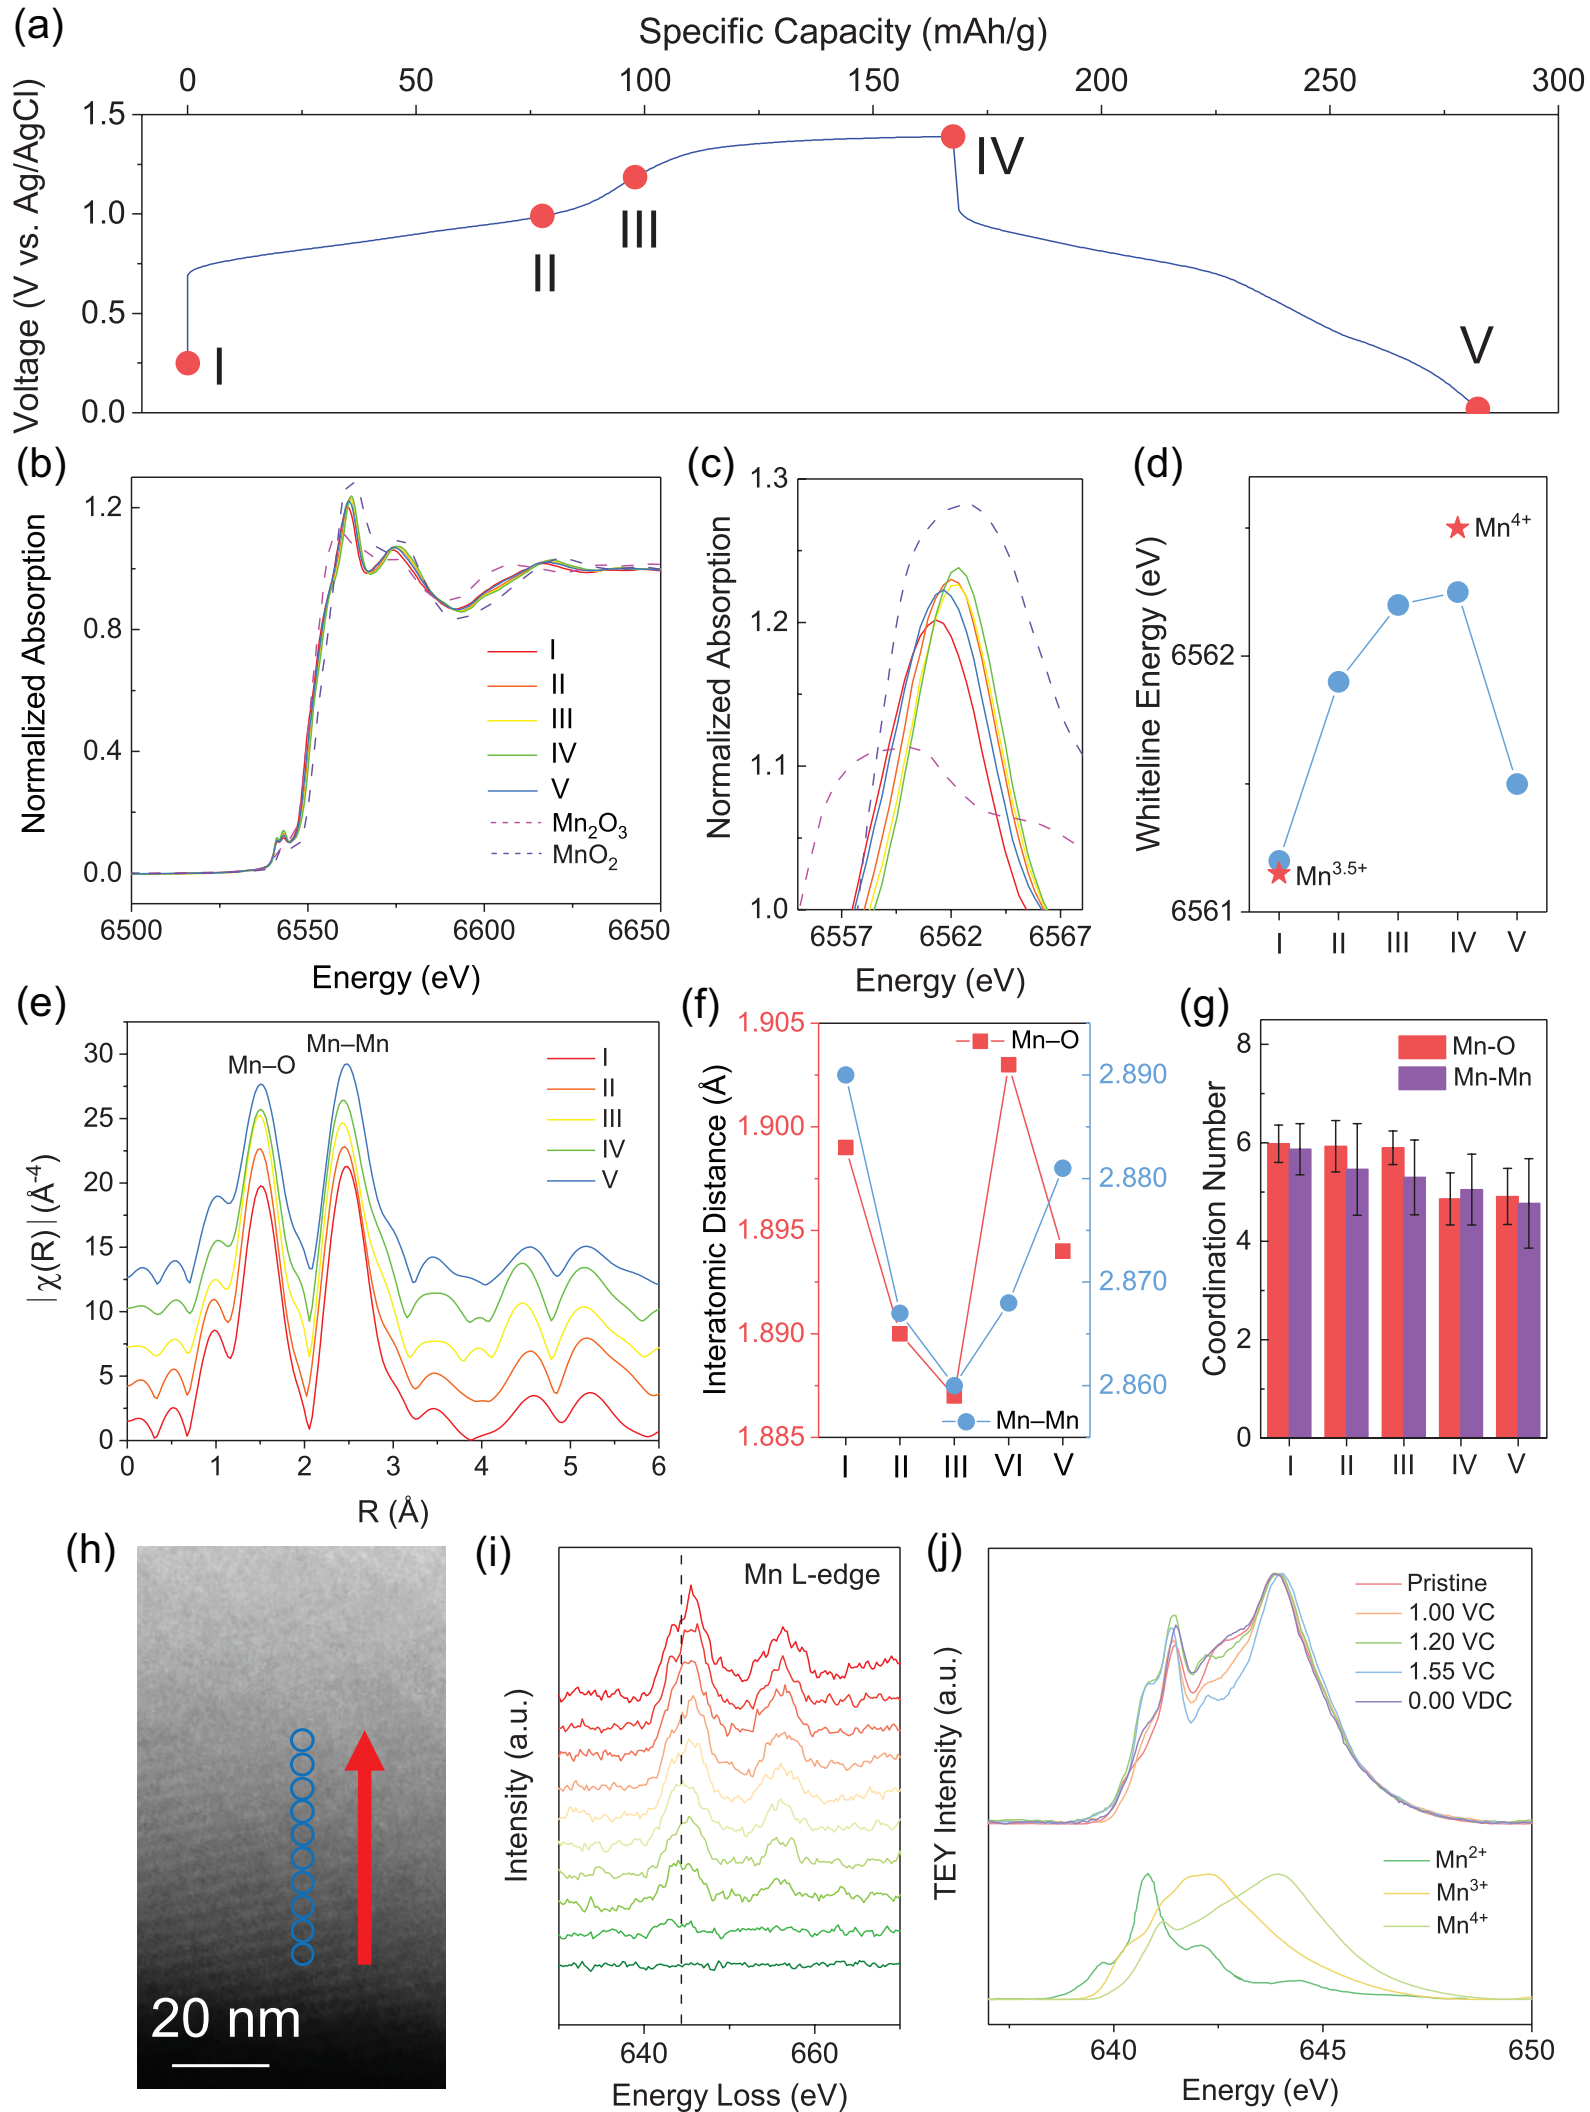 (a)
Specific Capacity (mAh/g)
0 50 100 150 200 250 300
Voltage (V vs. Ag/AgCl)
1.5
1.0
0.5
0.0
I
II
III
IV
V
(b)
Normalized Absorption
1.2
0.8
0.4
0.0
I
II
III
IV
V
Mn₂O₃
MnO₂
6500 6550 6600 6650
Energy (eV)
(c)
Normalized Absorption
1.3
1.2
1.1
1.0
6557 6562 6567
Energy (eV)
(d)
Whiteline Energy (eV)
6562
6561
Mn⁴⁺
Mn³·⁵⁺
I II III IV V
(e)
|χ(R)| (Å⁻⁴)
30
25
20
15
10
5
0
Mn–O
Mn–Mn
I
II
III
IV
V
0 1 2 3 4 5 6
R (Å)
(f)
Interatomic Distance (Å)
1.905
1.900
1.895
1.890
1.885
Mn–O
Mn–Mn
2.890
2.880
2.870
2.860
I II III VI V
(g)
Coordination Number
8
6
4
2
0
Mn-O
Mn-Mn
I II III IV V
(h)
20 nm
(i)
Mn L-edge
Intensity (a.u.)
640 660
Energy Loss (eV)
(j)
TEY Intensity (a.u.)
Pristine
1.00 VC
1.20 VC
1.55 VC
0.00 VDC
Mn²⁺
Mn³⁺
Mn⁴⁺
640 645 650
Energy (eV)